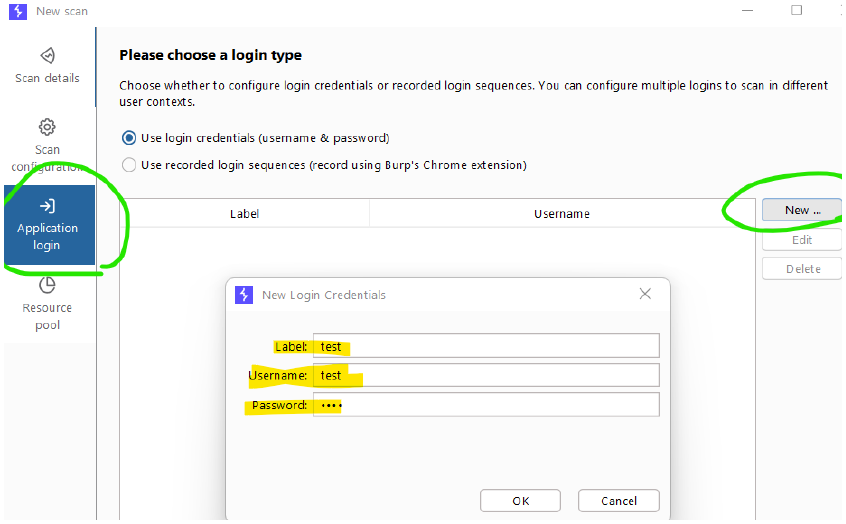 New scan
Scan details
Scan
configuration
Application
login
Resource
pool
Please choose a login type
Choose whether to configure login credentials or recorded login sequences. You can configure multiple logins to scan in different
user contexts.
Use login credentials (username & password)
Use recorded login sequences (record using Burp's Chrome extension)
Label Username
New ...
Edit
Delete
New Login Credentials
Label: test
Username: test
Password: ••••
OK Cancel